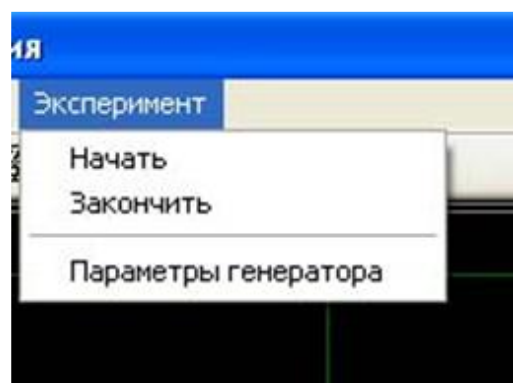 ия
Эксперимент
Начать
Закончить
Параметры генератора